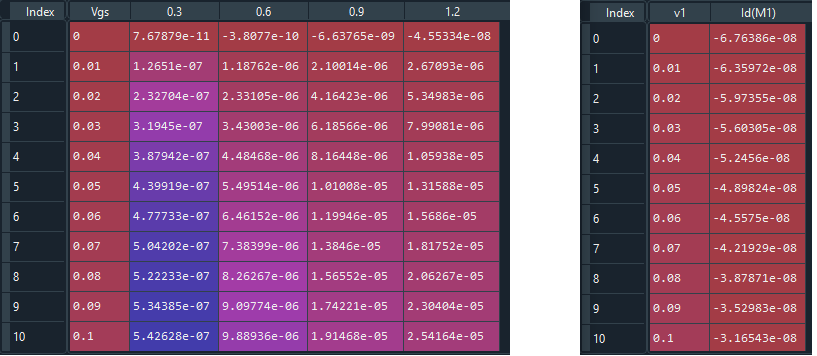 Index Vgs 0.3 0.6 0.9 1.2
0 0 7.67879e-11 -3.8077e-10 -6.63765e-09 -4.55334e-08
1 0.01 1.2651e-07 1.18762e-06 2.10014e-06 2.67093e-06
2 0.02 2.32704e-07 2.33105e-06 4.16423e-06 5.34983e-06
3 0.03 3.1945e-07 3.43003e-06 6.18566e-06 7.99081e-06
4 0.04 3.87942e-07 4.48468e-06 8.16448e-06 1.05938e-05
5 0.05 4.39919e-07 5.49514e-06 1.01008e-05 1.31588e-05
6 0.06 4.77733e-07 6.46152e-06 1.19946e-05 1.5686e-05
7 0.07 5.04202e-07 7.38399e-06 1.3846e-05 1.81752e-05
8 0.08 5.22233e-07 8.26267e-06 1.56552e-05 2.06267e-05
9 0.09 5.34385e-07 9.09774e-06 1.74221e-05 2.30404e-05
10 0.1 5.42628e-07 9.88936e-06 1.91468e-05 2.54164e-05
Index v1 Id(M1)
0 0 -6.76386e-08
1 0.01 -6.35972e-08
2 0.02 -5.97355e-08
3 0.03 -5.60305e-08
4 0.04 -5.2456e-08
5 0.05 -4.89824e-08
6 0.06 -4.5575e-08
7 0.07 -4.21929e-08
8 0.08 -3.87871e-08
9 0.09 -3.52983e-08
10 0.1 -3.16543e-08